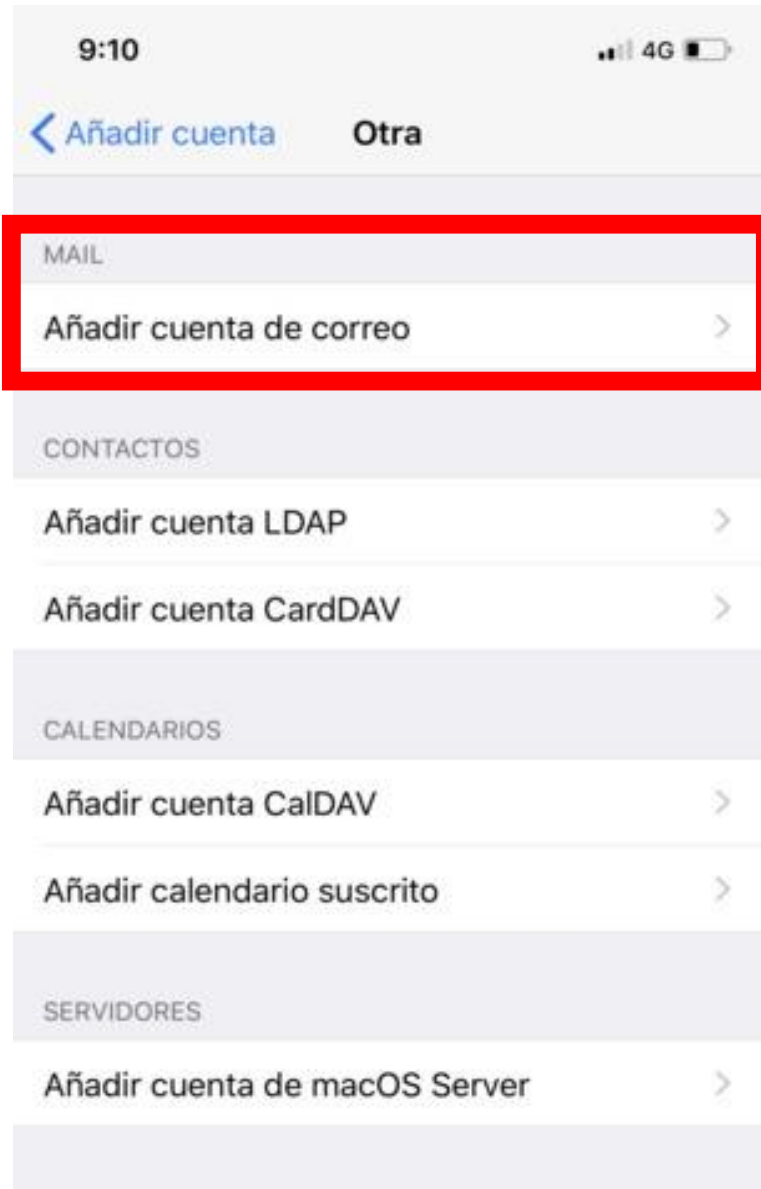 9:10 4G
Añadir cuenta Otra
MAIL
Añadir cuenta de correo
CONTACTOS
Añadir cuenta LDAP
Añadir cuenta CardDAV
CALENDARIOS
Añadir cuenta CalDAV
Añadir calendario suscrito
SERVIDORES
Añadir cuenta de macOS Server